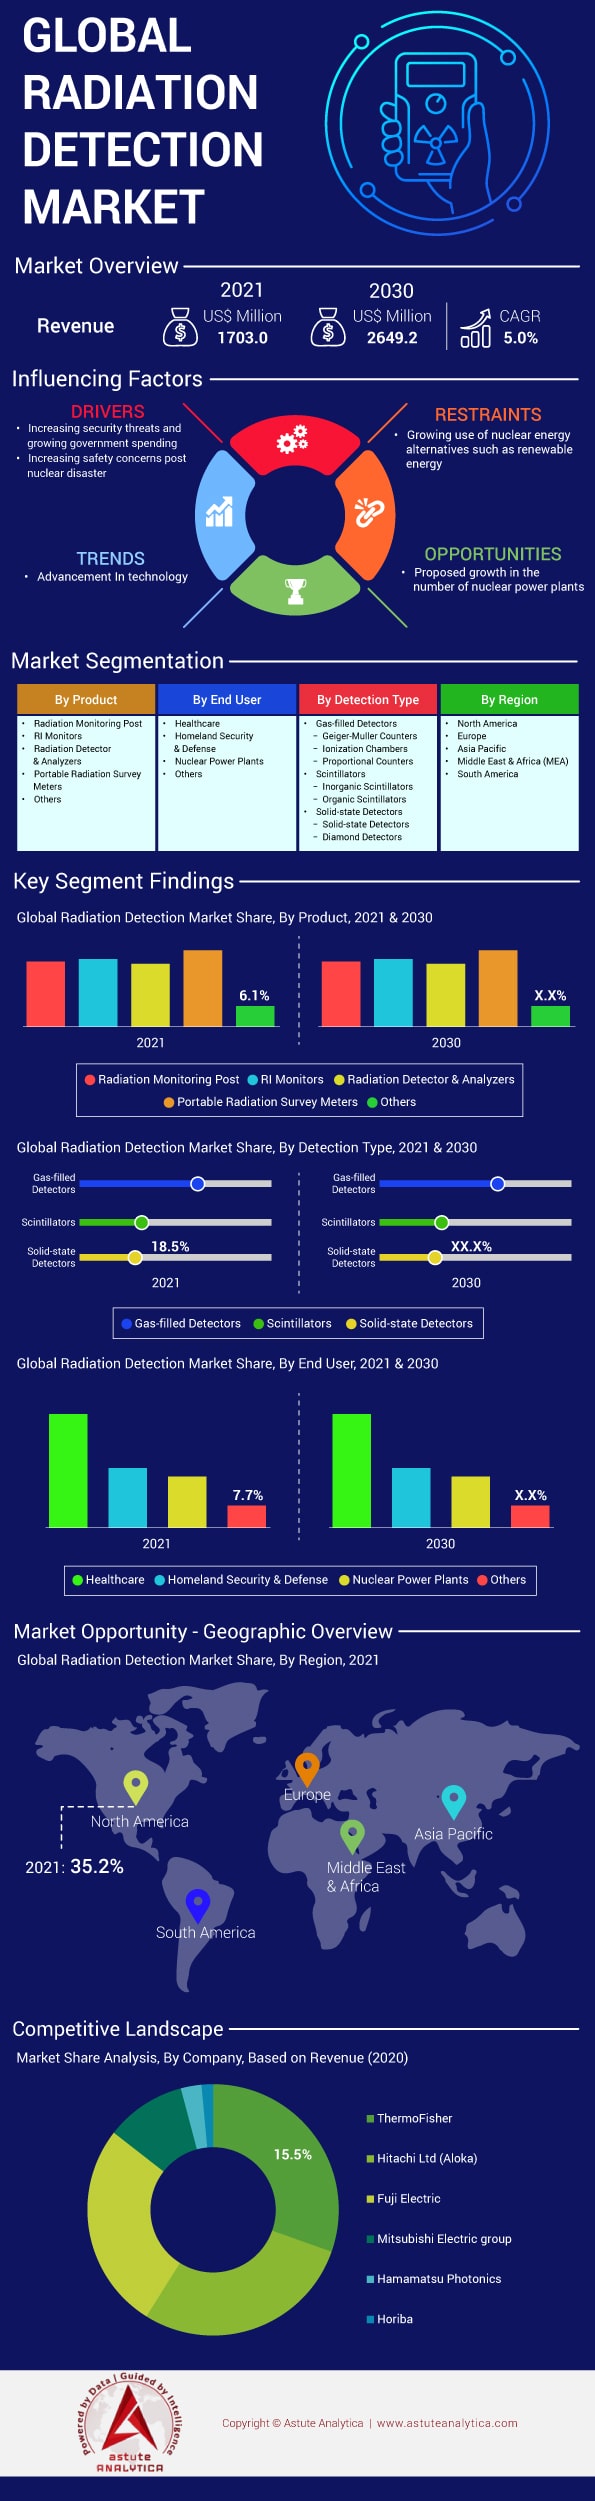 GLOBAL
RADIATION
DETECTION
MARKET
Market Overview
2021
2030
Revenue
US$ Million
1703.0
US$ Million
2649.2
CAGR
5.0%
Influencing Factors
DRIVERS
• Increasing security threats and
growing government spending
• Increasing safety concerns post
nuclear disaster
RESTRAINTS
• Growing use of nuclear energy
alternatives such as renewable
energy
TRENDS
• Advancement In technology
OPPORTUNITIES
• Proposed growth in the
number of nuclear power plants
Market Segmentation
By Product
• Radiation Monitoring Post
• RI Monitors
• Radiation Detector
& Analyzers
• Portable Radiation Survey
Meters
• Others
By End User
• Healthcare
• Homeland Security
& Defense
• Nuclear Power Plants
• Others
By Detection Type
• Gas-filled Detectors
– Geiger-Muller Counters
– Ionization Chambers
– Proportional Counters
• Scintillators
– Inorganic Scintillators
– Organic Scintillators
• Solid-state Detectors
– Solid-state Detectors
– Diamond Detectors
By Region
• North America
• Europe
• Asia Pacific
• Middle East & Africa (MEA)
• South America
Key Segment Findings
Global Radiation Detection Market Share, By Product, 2021 & 2030
6.1%
X.X%
2021
2030
Radiation Monitoring Post RI Monitors Radiation Detector & Analyzers
Portable Radiation Survey Meters Others
Global Radiation Detection Market Share, By Detection Type, 2021 & 2030
Gas-filled
Detectors
Scintillators
Solid-state
Detectors
18.5%
2021
Gas-filled
Detectors
Scintillators
Solid-state
Detectors
XX.X%
2030
Gas-filled Detectors Scintillators Solid-state Detectors
Global Radiation Detection Market Share, By End User, 2021 & 2030
7.7%
X.X%
2021
2030
Healthcare Homeland Security & Defense Nuclear Power Plants Others
Market Opportunity - Geographic Overview
Global Radiation Detection Market Share, By Region, 2021
Europe
North America
Asia Pacific
2021: 35.2%
Middle East
& Africa
South America
Competitive Landscape
Market Share Analysis, By Company, Based on Revenue (2020)
15.5%
ThermoFisher
Hitachi Ltd (Aloka)
Fuji Electric
Mitsubishi Electric group
Hamamatsu Photonics
Horiba
Powered by Data | Guided by Intelligence
astute
ANALYTICA
Copyright © Astute Analytica | www.astuteanalytica.com